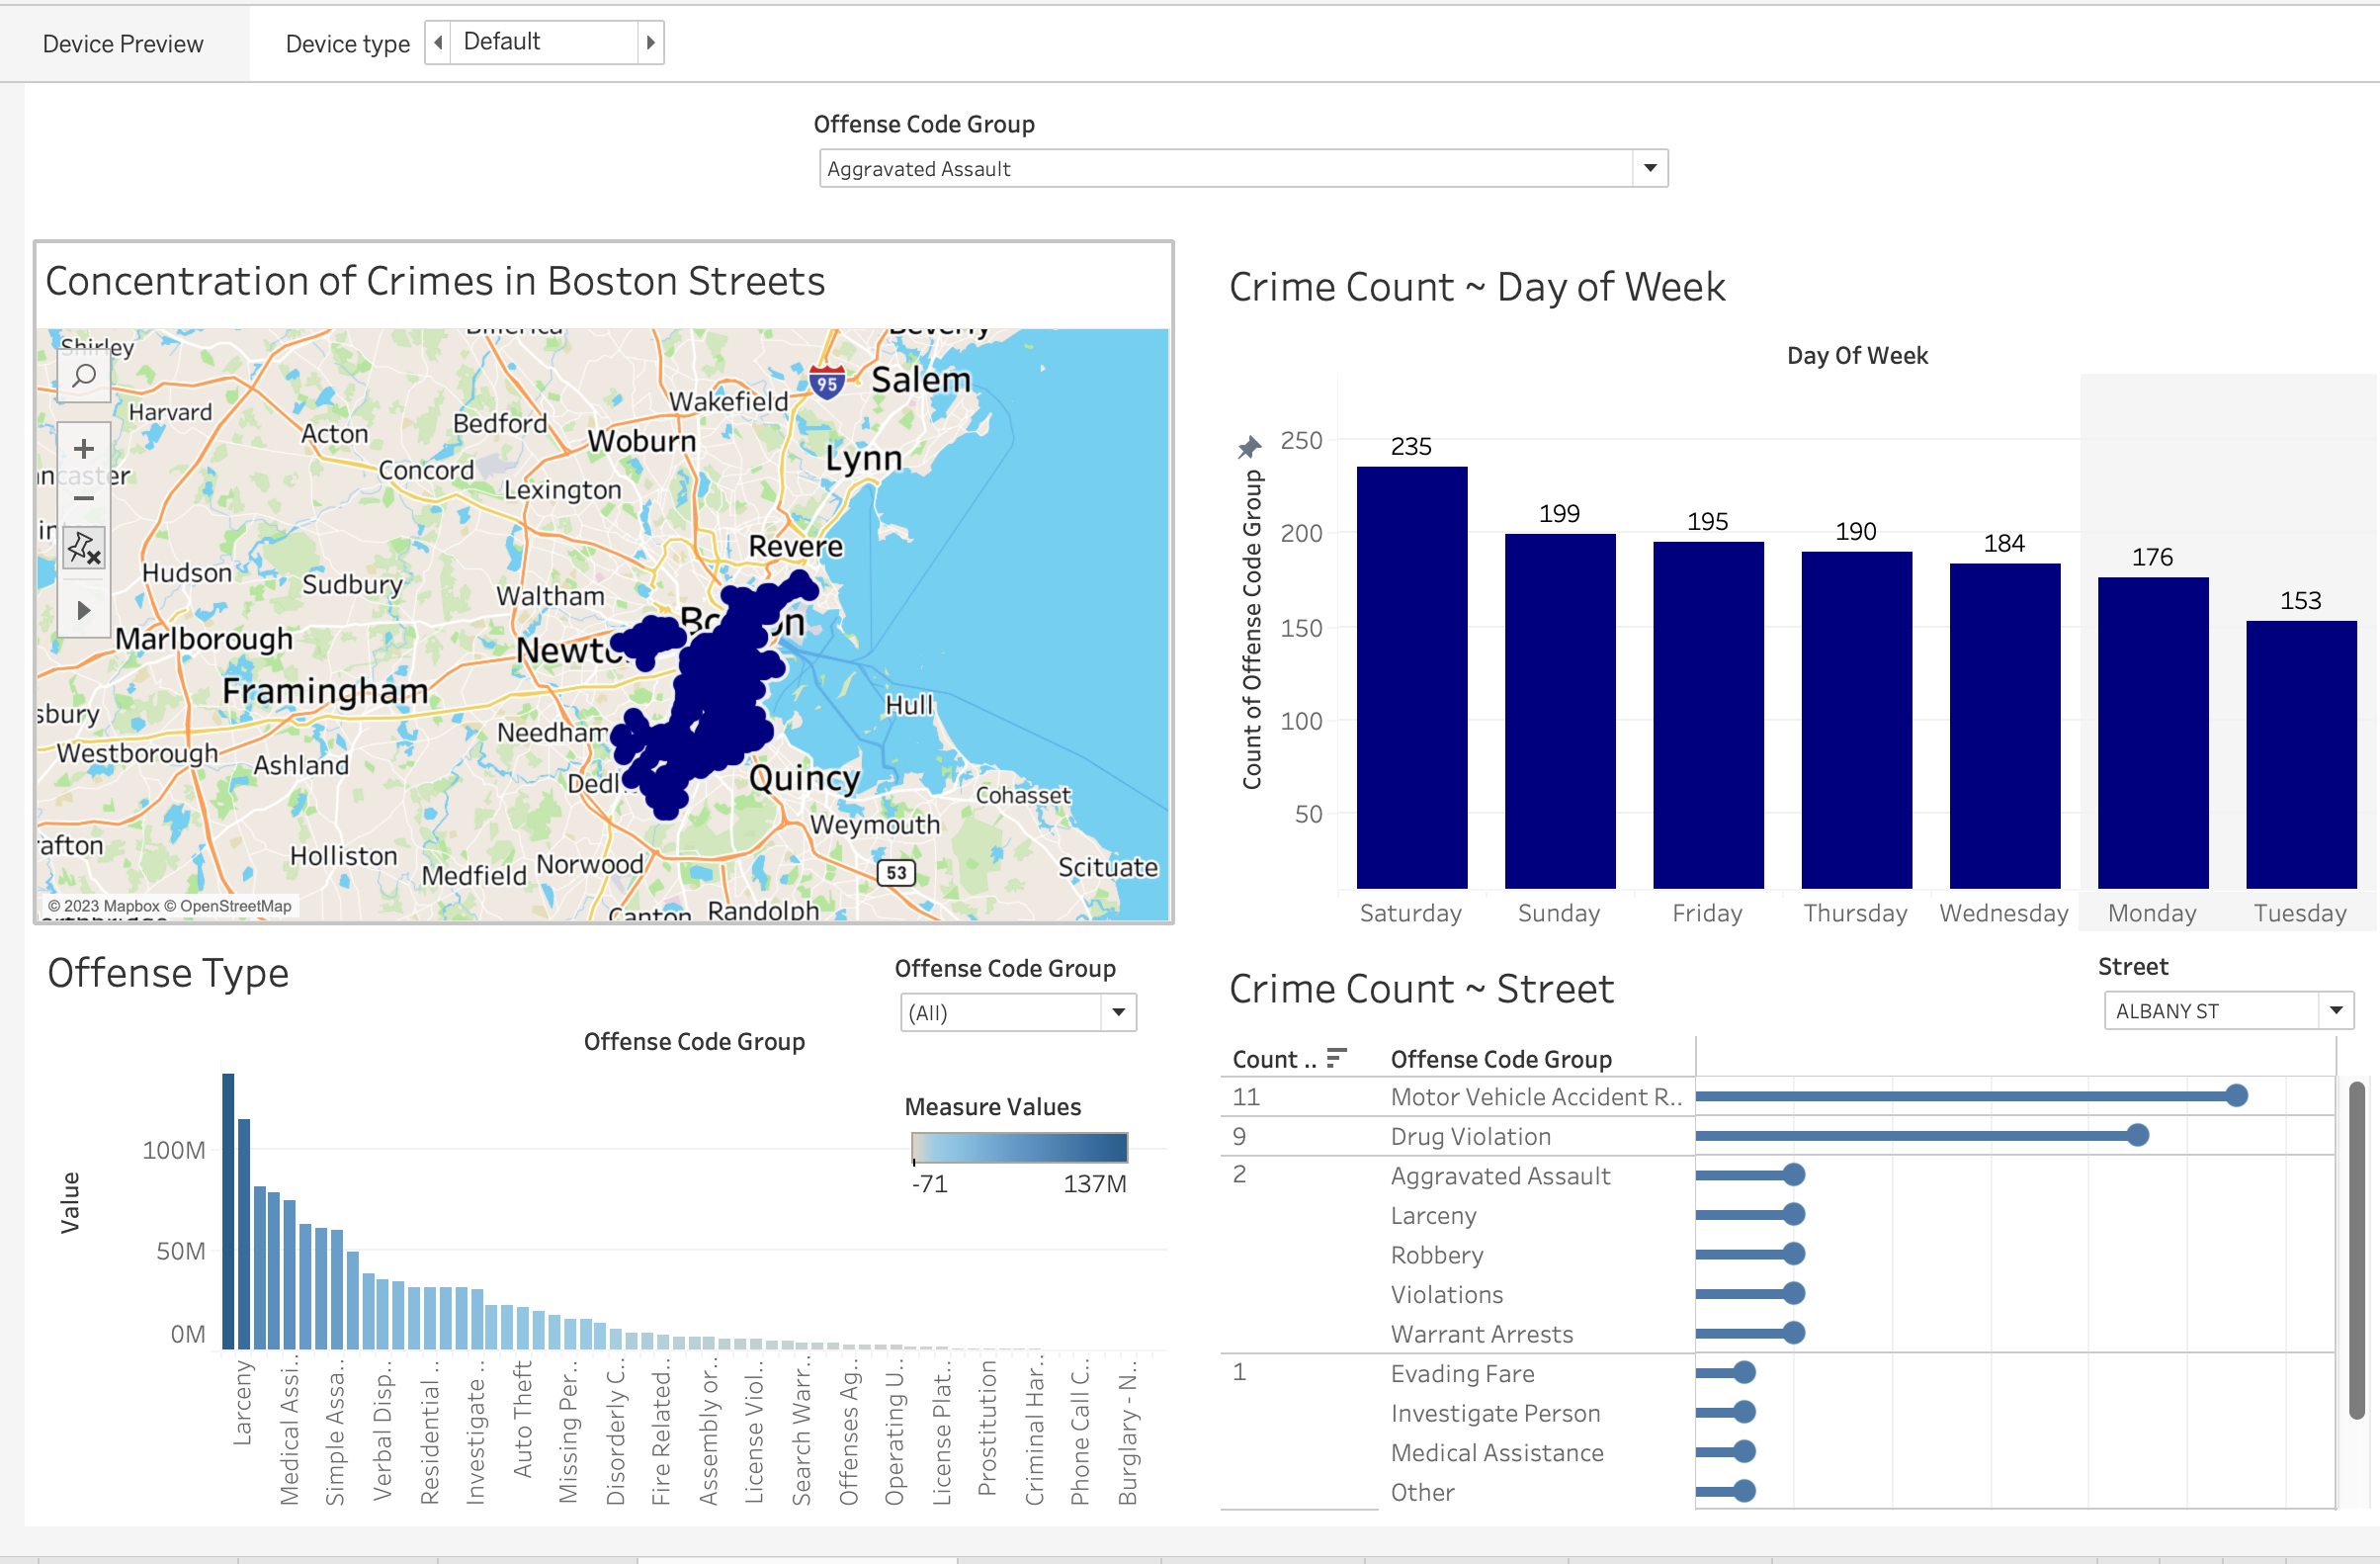 Device Preview
Device type
Default
Offense Code Group
Aggravated Assault
Concentration of Crimes in Boston Streets
Shirley
Salem
95
Harvard
Wakefield
Acton
Bedford
Woburn
Concord
Lynn
Lexington
Revere
Hudson
Sudbury
Waltham
Marlborough
Newto
Framingham
Hull
sbury
Needham
Westborough
Ashland
Dedl
Quincy
Cohasset
Weymouth
afton
Holliston
Medfield
Norwood
53
Scituate
© 2023 Mapbox © OpenStreetMap
Canton
Randolph
Crime Count ~ Day of Week
Day Of Week
Count of Offense Code Group
250
200
150
100
50
235
199
195
190
184
176
153
Saturday
Sunday
Friday
Thursday
Wednesday
Monday
Tuesday
Offense Type
Offense Code Group
(All)
Offense Code Group
Measure Values
-71
137M
Value
100M
50M
0M
Larceny
Medical Assi..
Simple Assa..
Verbal Disp..
Residential ..
Investigate ..
Auto Theft
Missing Per..
Disorderly C..
Fire Related..
Assembly or..
License Viol..
Search Warr..
Offenses Ag..
Operating U..
License Plat..
Prostitution
Criminal Har..
Phone Call C..
Burglary - N..
Crime Count ~ Street
Street
ALBANY ST
Count ..
Offense Code Group
11
Motor Vehicle Accident R..
9
Drug Violation
2
Aggravated Assault
Larceny
Robbery
Violations
Warrant Arrests
1
Evading Fare
Investigate Person
Medical Assistance
Other